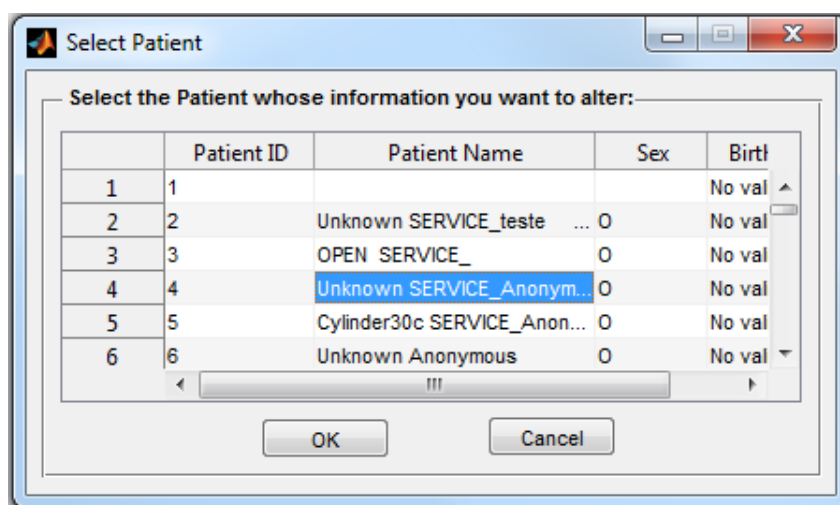 Select Patient
Select the Patient whose information you want to alter:
Patient ID Patient Name Sex Birth
1 1 No val
2 2 Unknown SERVICE_teste ... O No val
3 3 OPEN SERVICE_ O No val
4 4 Unknown SERVICE_Anonym... O No val
5 5 Cylinder30c SERVICE_Anon... O No val
6 6 Unknown Anonymous O No val
OK Cancel